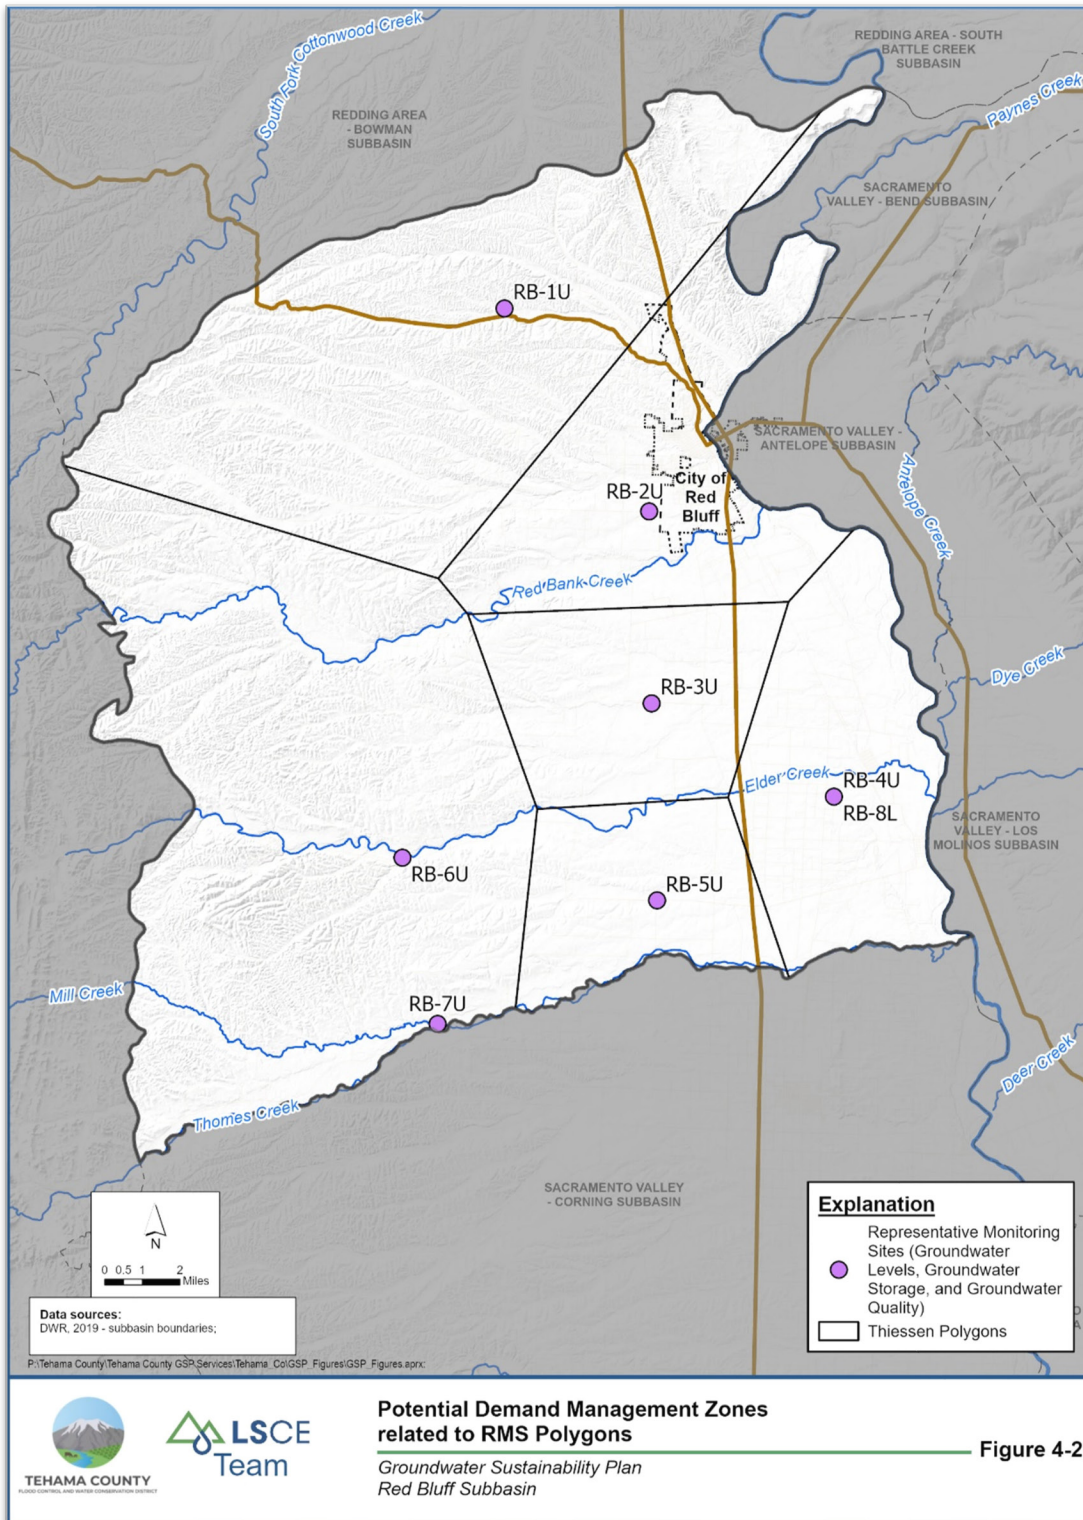 South Fork Cottonwood Creek
REDDING AREA - SOUTH
BATTLE CREEK
SUBBASIN
Paynes Creek
REDDING AREA
- BOWMAN
SUBBASIN
SACRAMENTO
VALLEY - BEND SUBBASIN
RB-1U
SACRAMENTO VALLEY -
ANTELOPE SUBBASIN
Antelope Creek
RB-2U
City of
Red
Bluff
Red Bank Creek
Dye Creek
RB-3U
Elder Creek
RB-4U
RB-8L
SACRAMENTO
VALLEY - LOS
MOLINOS SUBBASIN
RB-6U
RB-5U
Mill Creek
RB-7U
Deer Creek
Thomes Creek
SACRAMENTO VALLEY
- CORNING SUBBASIN
N
0 0.5 1 2
Miles
Data sources:
DWR, 2019 - subbasin boundaries;
P:\Tehama County\Tehama County GSP Services\Tehama_Co\GSP_Figures\GSP_Figures.aprx:
Explanation
Representative Monitoring
Sites (Groundwater
Levels, Groundwater
Storage, and Groundwater
Quality)
Thiessen Polygons
TEHAMA COUNTY
FLOOD CONTROL AND WATER CONSERVATION DISTRICT
LSCE
Team
Potential Demand Management Zones
related to RMS Polygons
Figure 4-2
Groundwater Sustainability Plan
Red Bluff Subbasin